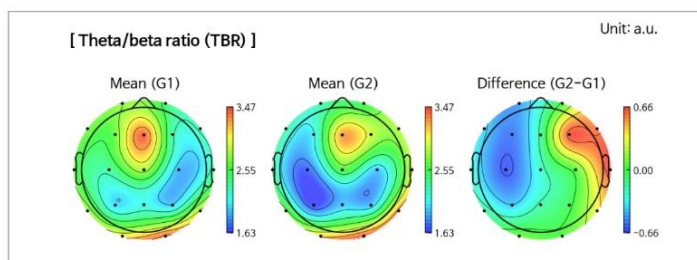 Unit: a.u.
[ Theta/beta ratio (TBR) ]
Mean (G1)
Mean (G2)
Difference (G2-G1)
3.47
2.55
1.63
3.47
2.55
1.63
0.66
0.00
-0.66